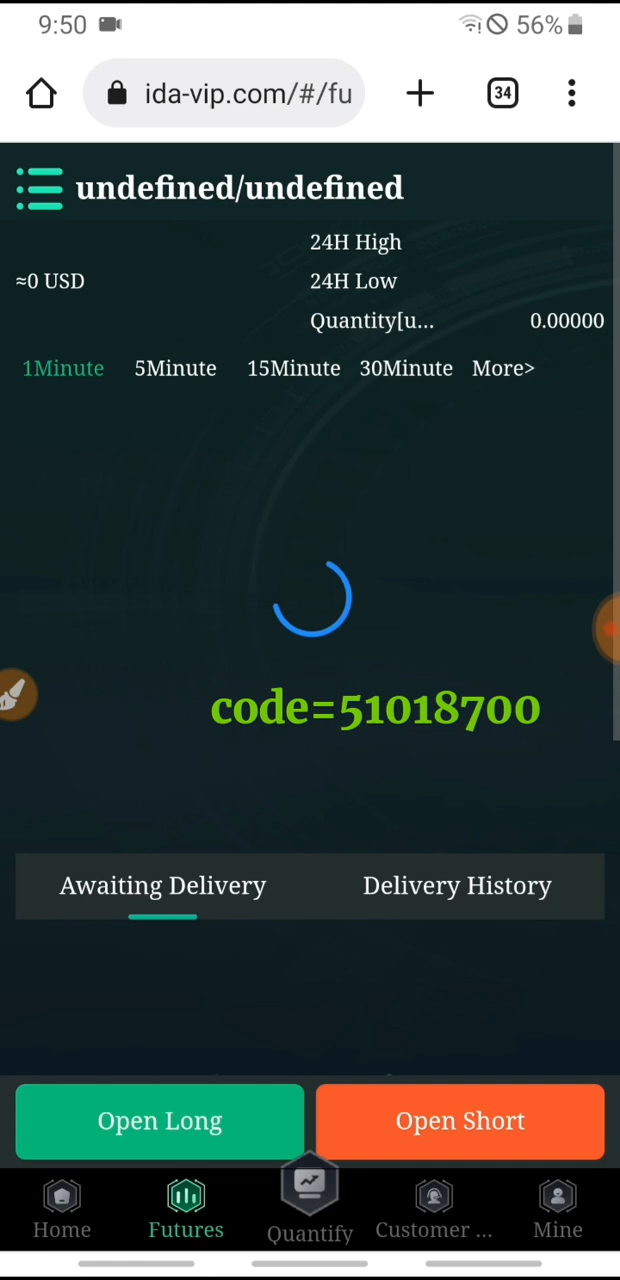 9:50 56%
ida-vip.com/#/fu 34
undefined/undefined
24H High
≈0 USD 24H Low
Quantity[u... 0.00000
1Minute 5Minute 15Minute 30Minute More>
code=51018700
Awaiting Delivery Delivery History
Open Long Open Short
Home Futures Quantify Customer ... Mine